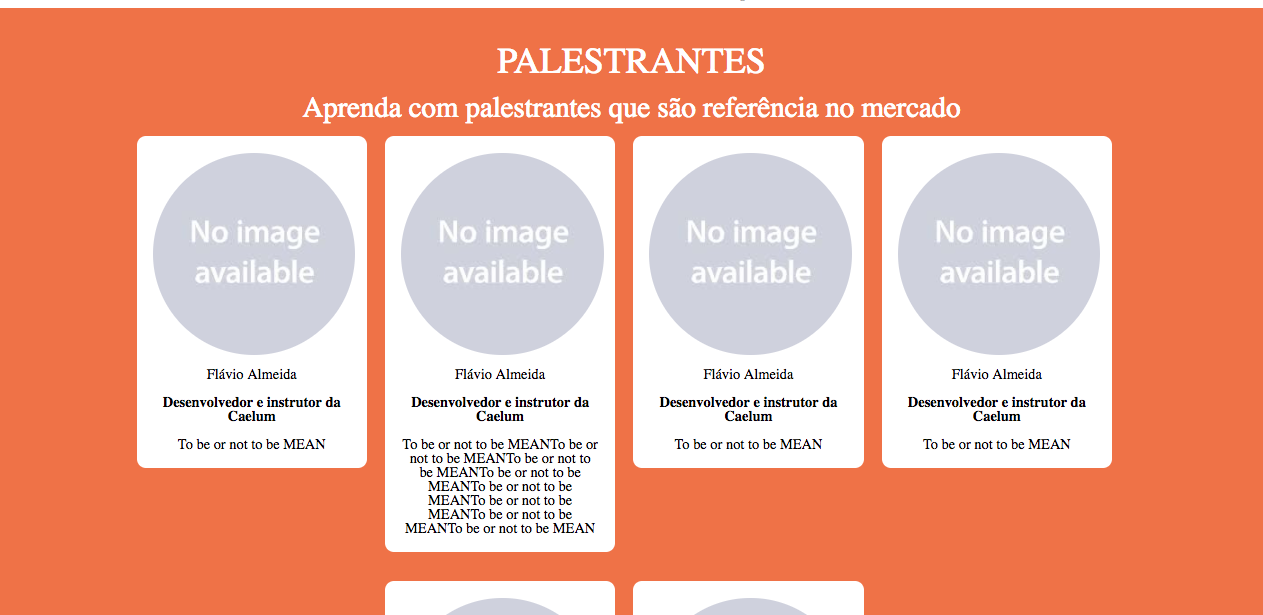 PALESTRANTES
Aprenda com palestrantes que são referência no mercado
No image
available
Flávio Almeida
Desenvolvedor e instrutor da
Caelum
To be or not to be MEAN
No image
available
Flávio Almeida
Desenvolvedor e instrutor da
Caelum
To be or not to be MEANTo be or
not to be MEANTo be or not to
be MEANTo be or not to be
MEANTo be or not to be
MEANTo be or not to be
MEANTo be or not to be
MEANTo be or not to be MEAN
No image
available
Flávio Almeida
Desenvolvedor e instrutor da
Caelum
To be or not to be MEAN
No image
available
Flávio Almeida
Desenvolvedor e instrutor da
Caelum
To be or not to be MEAN